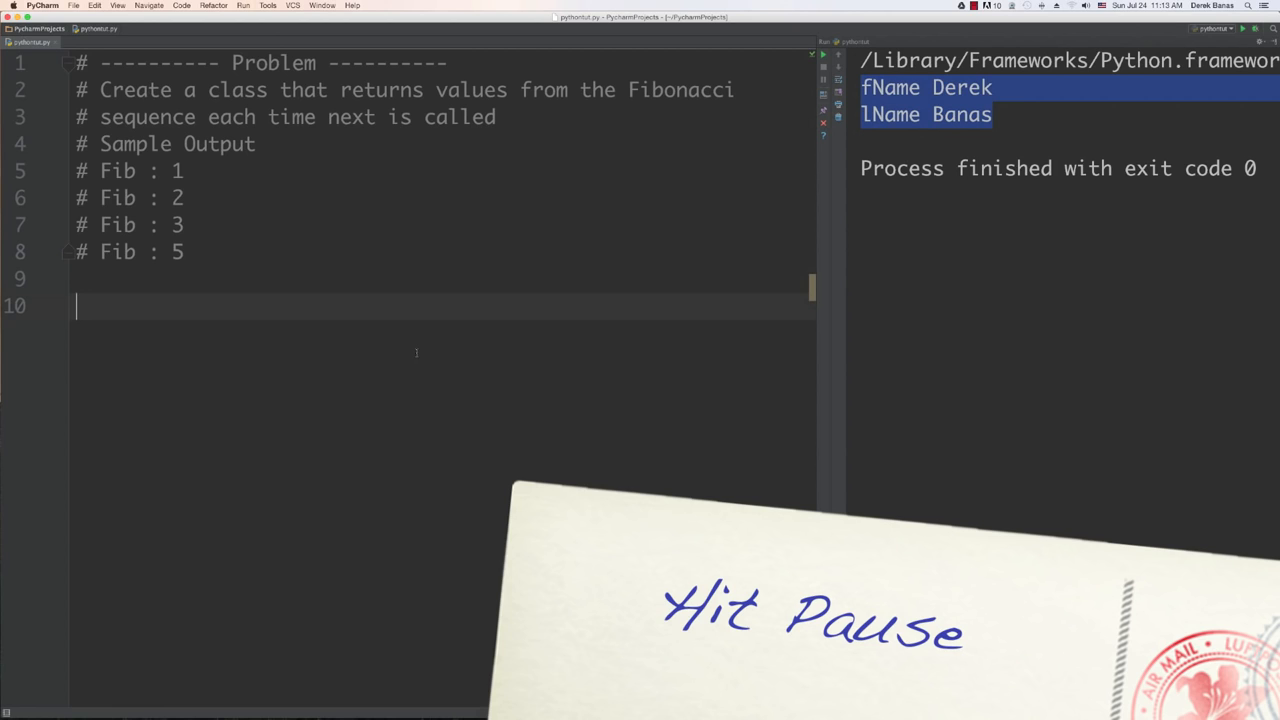 PyCharm File Edit View Navigate Code Refactor Run Tools VCS Window Help 10 Sun Jul 24 11:13 AM Derek Banas
pythontut.py - PycharmProjects - [~/PycharmProjects]
PycharmProjects pythontut.py pythontut
pythontut.py
Run: pythontut
1 # ---------- Problem ----------
2 # Create a class that returns values from the Fibonacci
3 # sequence each time next is called
4 # Sample Output
5 # Fib : 1
6 # Fib : 2
7 # Fib : 3
8 # Fib : 5
9
10
/Library/Frameworks/Python.framewor
fName Derek
lName Banas
Process finished with exit code 0
Hit Pause
AIR MAIL • LUF